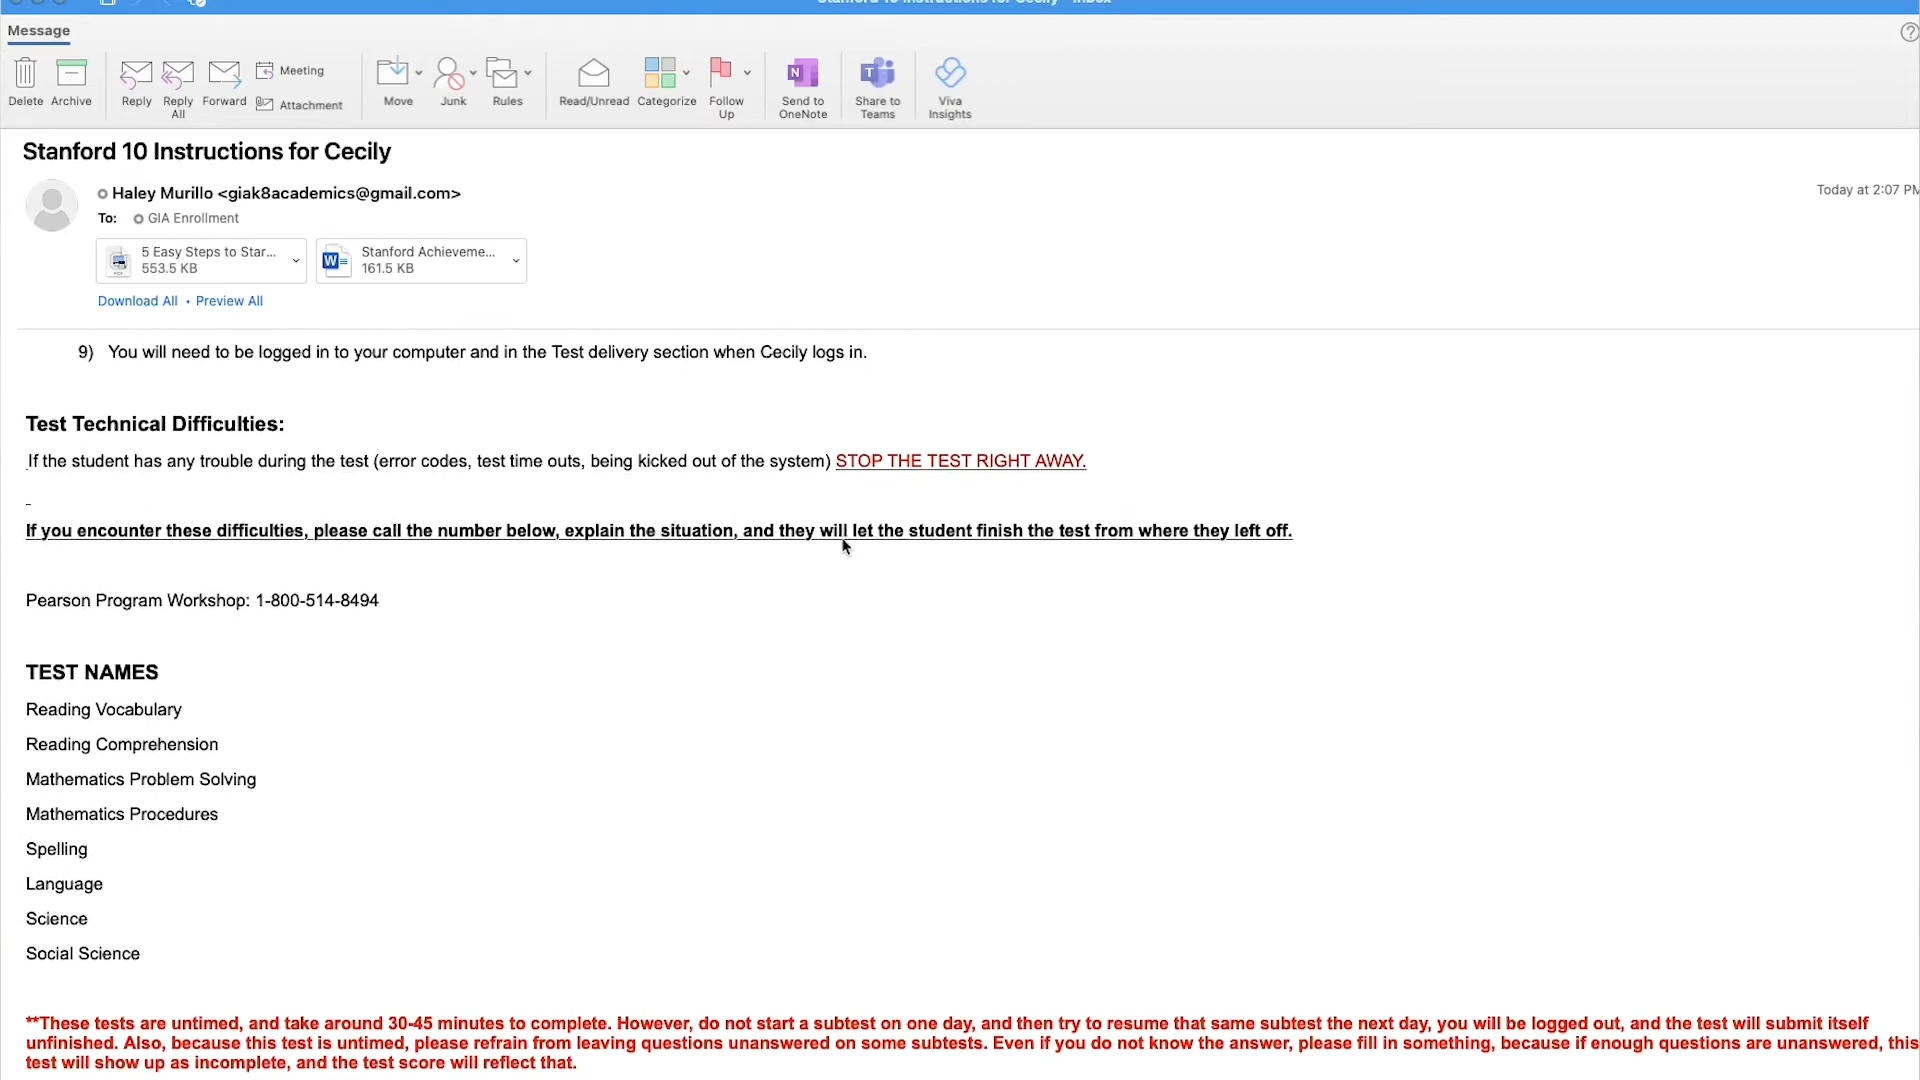 Stanford 10 Instructions for Cecily - Inbox
Message
Delete
Archive
Reply
Reply All
Forward
Meeting
Attachment
Move
Junk
Rules
Read/Unread
Categorize
Follow Up
Send to OneNote
Share to Teams
Viva Insights
Stanford 10 Instructions for Cecily
Haley Murillo <giak8academics@gmail.com>
Today at 2:07 PM
To: GIA Enrollment
5 Easy Steps to Star...
553.5 KB
Stanford Achieveme...
161.5 KB
Download All • Preview All
9) You will need to be logged in to your computer and in the Test delivery section when Cecily logs in.
Test Technical Difficulties:
If the student has any trouble during the test (error codes, test time outs, being kicked out of the system) STOP THE TEST RIGHT AWAY.
If you encounter these difficulties, please call the number below, explain the situation, and they will let the student finish the test from where they left off.
Pearson Program Workshop: 1-800-514-8494
TEST NAMES
Reading Vocabulary
Reading Comprehension
Mathematics Problem Solving
Mathematics Procedures
Spelling
Language
Science
Social Science
**These tests are untimed, and take around 30-45 minutes to complete. However, do not start a subtest on one day, and then try to resume that same subtest the next day, you will be logged out, and the test will submit itself
unfinished. Also, because this test is untimed, please refrain from leaving questions unanswered on some subtests. Even if you do not know the answer, please fill in something, because if enough questions are unanswered, this
test will show up as incomplete, and the test score will reflect that.